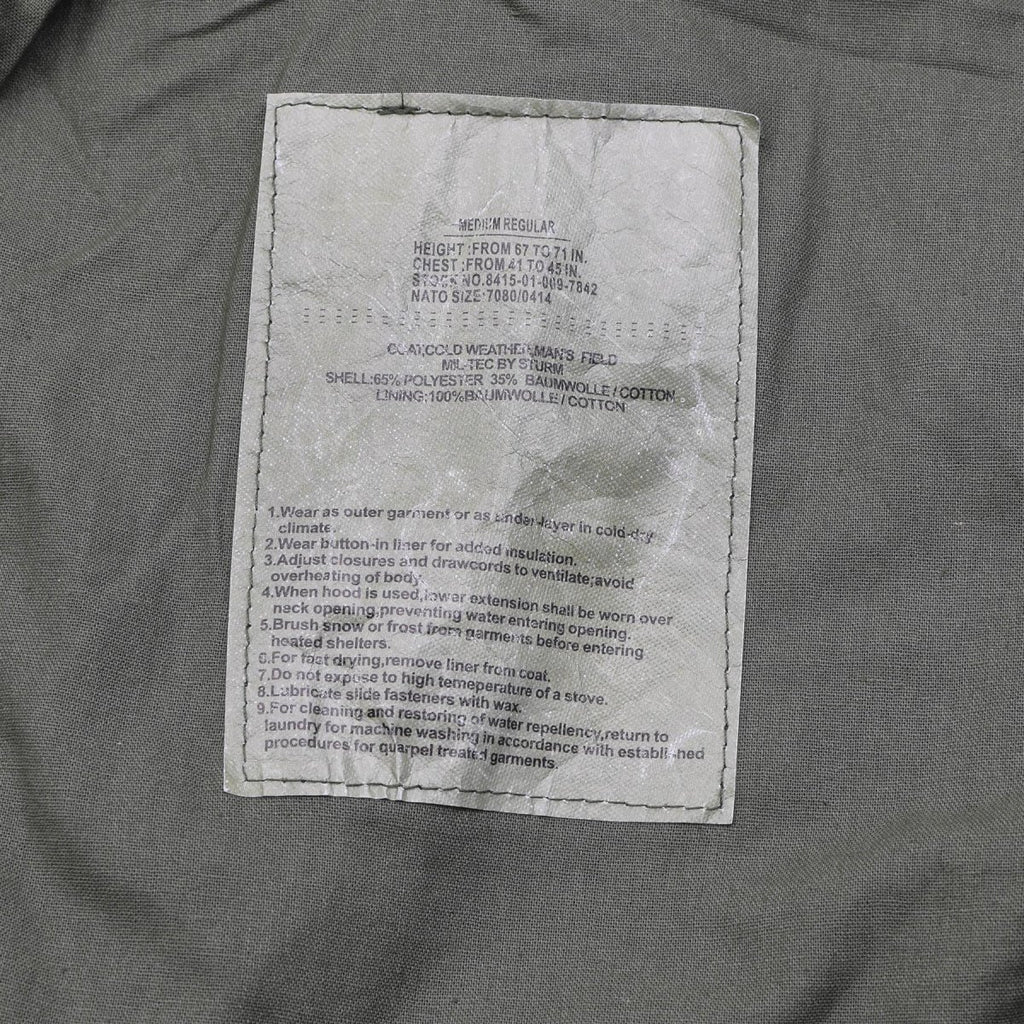 MEDIUM REGULAR
HEIGHT :FROM 67 TO 71 IN.
CHEST :FROM 41 TO 45 IN.
STOCK NO.8415-01-009-7842
NATO SIZE:7080/0414
COAT,COLD WEATHER,MAN'S FIELD
MIL-TEC BY STURM
SHELL:65% POLYESTER 35% BAUMWOLLE / COTTON
LINING:100%BAUMWOLLE / COTTON
1.Wear as outer garment or as under-layer in cold-dry
climate.
2.Wear button-in liner for added insulation.
3.Adjust closures and drawcords to ventilate;avoid
overheating of body.
4.When hood is used,lower extension shall be worn over
neck opening,preventing water entering opening.
5.Brush snow or frost from garments before entering
heated shelters.
6.For fast drying,remove liner from coat.
7.Do not expose to high temeperature of a stove.
8.Lubricate slide fasteners with wax.
9.For cleaning and restoring of water repellency,return to
laundry for machine washing in accordance with established
procedures for quarpel treated garments.